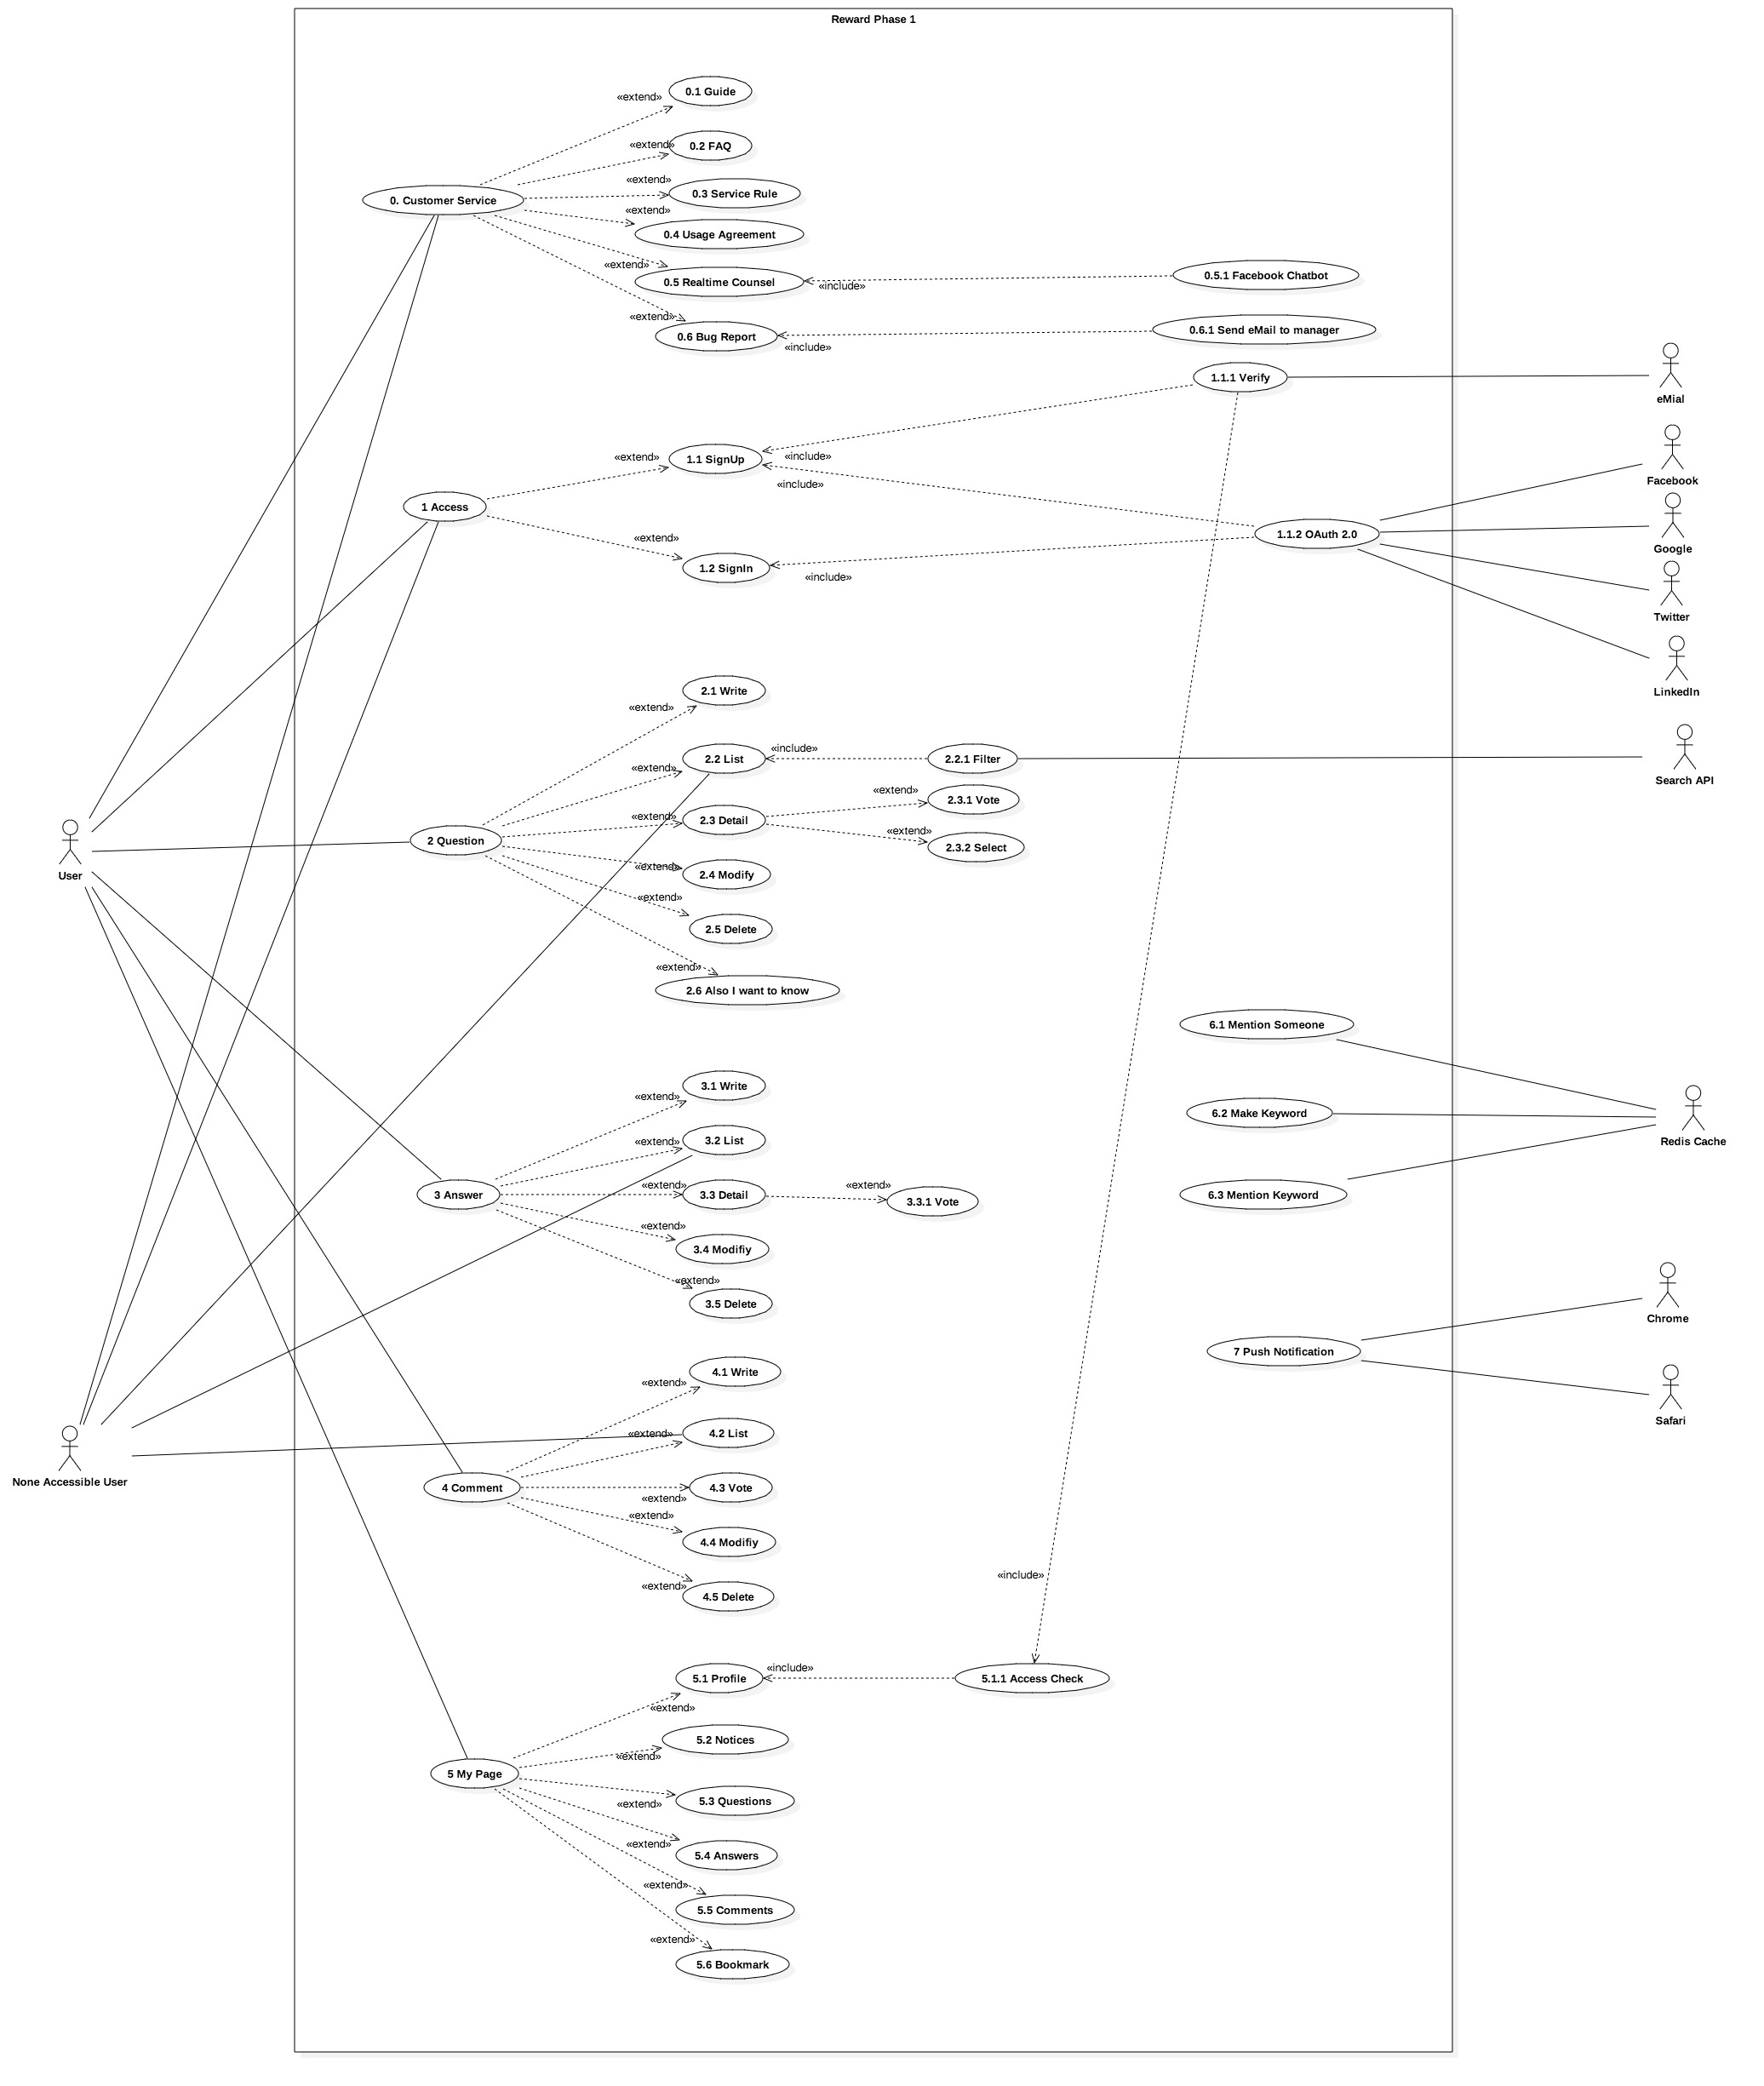 Reward Phase 1
«extend»
0.1 Guide
«extend»
0.2 FAQ
«extend»
0.3 Service Rule
0. Customer Service
«extend»
0.4 Usage Agreement
«extend»
0.5 Realtime Counsel
«include»
0.5.1 Facebook Chatbot
«extend»
0.6 Bug Report
«include»
0.6.1 Send eMail to manager
1.1.1 Verify
eMial
«extend»
1.1 SignUp
«include»
«include»
Facebook
1 Access
«extend»
1.2 SignIn
«include»
1.1.2 OAuth 2.0
Google
Twitter
LinkedIn
2.1 Write
«extend»
«extend»
2.2 List
«include»
2.2.1 Filter
Search API
«extend»
2.3 Detail
«extend»
2.3.1 Vote
«extend»
2.3.2 Select
2 Question
User
«extend»
2.4 Modify
«extend»
2.5 Delete
«extend»
2.6 Also I want to know
6.1 Mention Someone
6.2 Make Keyword
6.3 Mention Keyword
Redis Cache
«extend»
3.1 Write
«extend»
3.2 List
3 Answer
«extend»
3.3 Detail
«extend»
3.3.1 Vote
«extend»
3.4 Modifiy
«extend»
3.5 Delete
Chrome
7 Push Notification
Safari
«extend»
4.1 Write
«extend»
4.2 List
None Accessible User
4 Comment
4.3 Vote
«extend»
«extend»
4.4 Modifiy
«extend»
4.5 Delete
«include»
5.1 Profile
«include»
5.1.1 Access Check
«extend»
5.2 Notices
«extend»
5 My Page
5.3 Questions
«extend»
«extend»
5.4 Answers
«extend»
5.5 Comments
«extend»
5.6 Bookmark